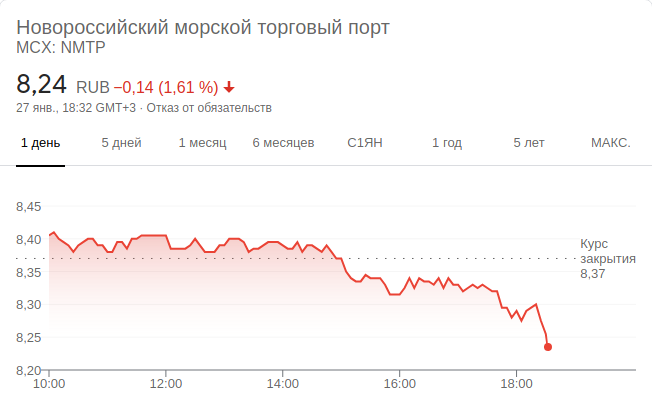 Новороссийский морской торговый порт
MCX: NMTP
8,24 RUB −0,14 (1,61 %) ↓
27 янв., 18:32 GMT+3 · Отказ от обязательств
1 день 5 дней 1 месяц 6 месяцев С1ЯН 1 год 5 лет МАКС.
8,45
8,40
8,35
8,30
8,25
8,20
Курс
закрытия
8,37
10:00 12:00 14:00 16:00 18:00